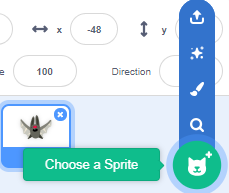 x -48 y
e 100 Direction
Choose a Sprite